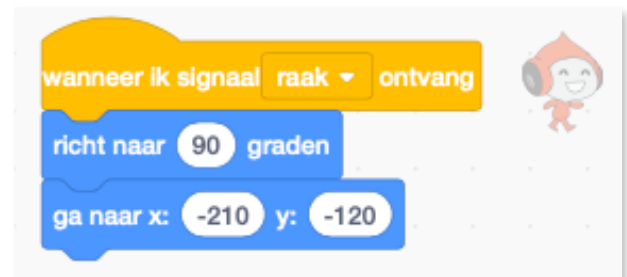 wanneer ik signaal raak ontvang
richt naar 90 graden
ga naar x: -210 y: -120